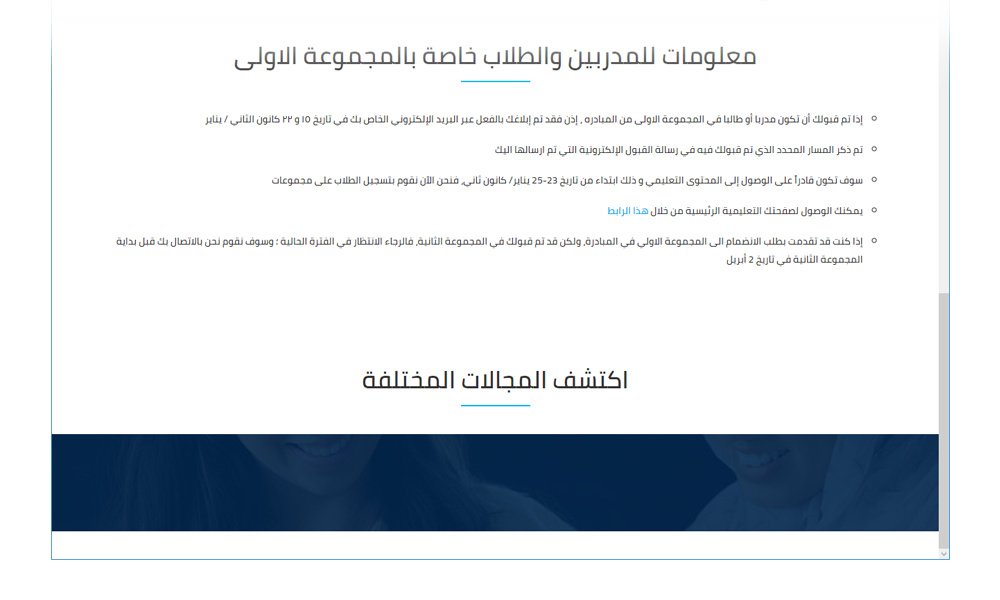 معلومات للمدربين والطلاب خاصة بالمجموعة الاولى
إذا تم قبولك أن تكون مدربا أو طالبا في المجموعة الاولى من المبادره , إذن فقد تم إبلاغك بالفعل عبر البريد الإلكتروني الخاص بك في تاريخ ١٥ و ٢٢ كانون الثاني / يناير
تم ذكر المسار المحدد الذي تم قبولك فيه في رسالة القبول الإلكترونية التي تم ارسالها اليك
سوف تكون قادراً على الوصول إلى المحتوى التعليمي و ذلك ابتداء من تاريخ 23-25 يناير/ كانون ثاني, فنحن الآن نقوم بتسجيل الطلاب على مجموعات
يمكنك الوصول لصفحتك التعليمية الرئيسية من خلال هذا الرابط
إذا كنت قد تقدمت بطلب الانضمام الى المجموعة الاولي في المبادرة, ولكن قد تم قبولك في المجموعة الثانية, فالرجاء الانتظار في الفترة الحالية ؛ وسوف نقوم نحن بالاتصال بك قبل بداية
المجموعة الثانية في تاريخ 2 أبريل
اكتشف المجالات المختلفة